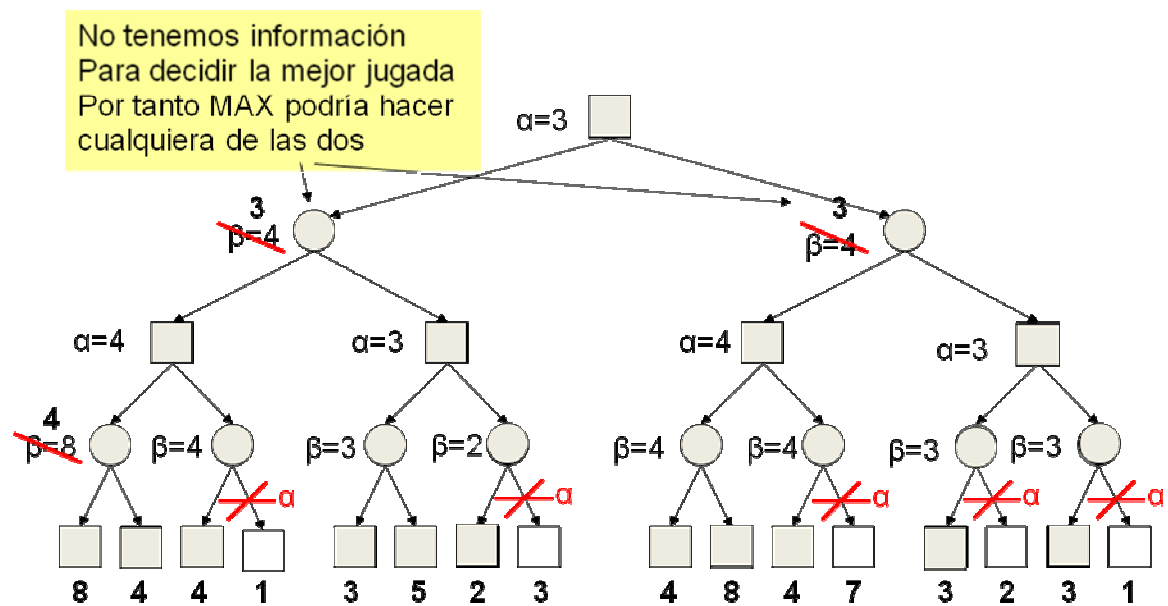 No tenemos información
Para decidir la mejor jugada
Por tanto MAX podría hacer
cualquiera de las dos
α=3
3
β=4
3
β=4
α=4
α=3
α=4
α=3
4
β=8
β=4
β=3
β=2
β=4
β=4
β=3
β=3
α
α
α
α
α
8 4 4 1 3 5 2 3 4 8 4 7 3 2 3 1